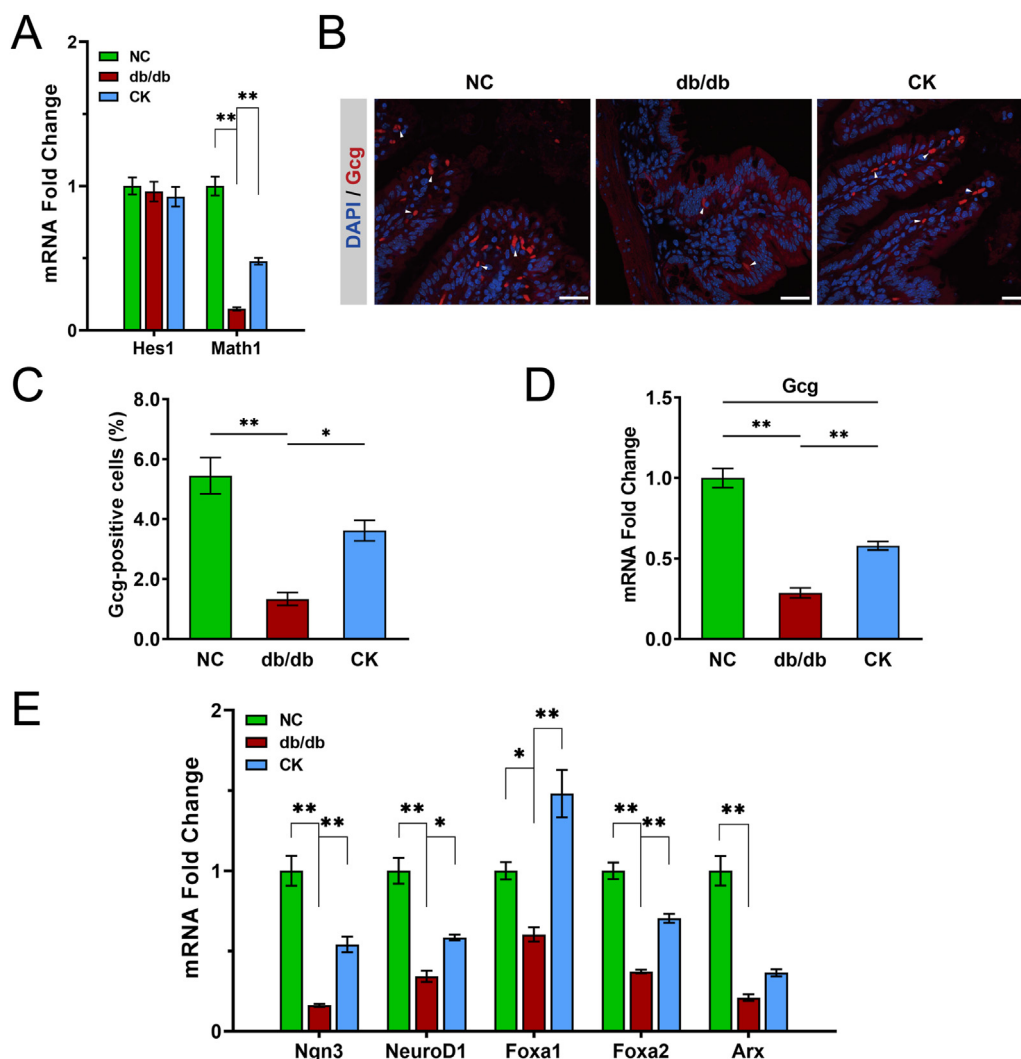 A
mRNA Fold Change
2
1
0
NC
db/db
CK
** **
Hes1 Math1
B
NC db/db CK
DAPI / Gcg
C
Gcg-positive cells (%)
8.0
6.0
4.0
2.0
0.0
** *
NC db/db CK
D
mRNA Fold Change
1.5
1.0
0.5
0.0
Gcg
** **
NC db/db CK
E
mRNA Fold Change
2
1
0
NC
db/db
CK
** ** ** * * ** ** ** **
Ngn3 NeuroD1 Foxa1 Foxa2 Arx